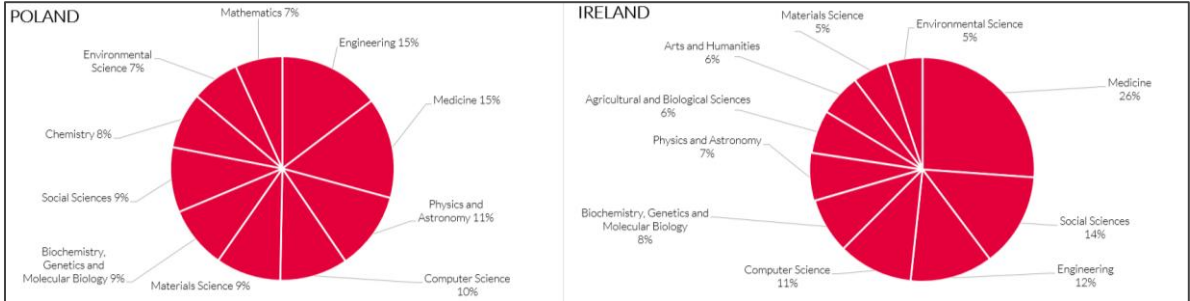 POLAND
Mathematics 7%
Engineering 15%
Environmental
Science 7%
Medicine 15%
Chemistry 8%
Social Sciences 9%
Physics and
Astronomy 11%
Biochemistry,
Genetics and
Molecular Biology 9%
Materials Science 9%
Computer Science
10%
IRELAND
Materials Science
5%
Environmental Science
5%
Arts and Humanities
6%
Medicine
26%
Agricultural and Biological Sciences
6%
Physics and Astronomy
7%
Biochemistry, Genetics and
Molecular Biology
8%
Social Sciences
14%
Computer Science
11%
Engineering
12%